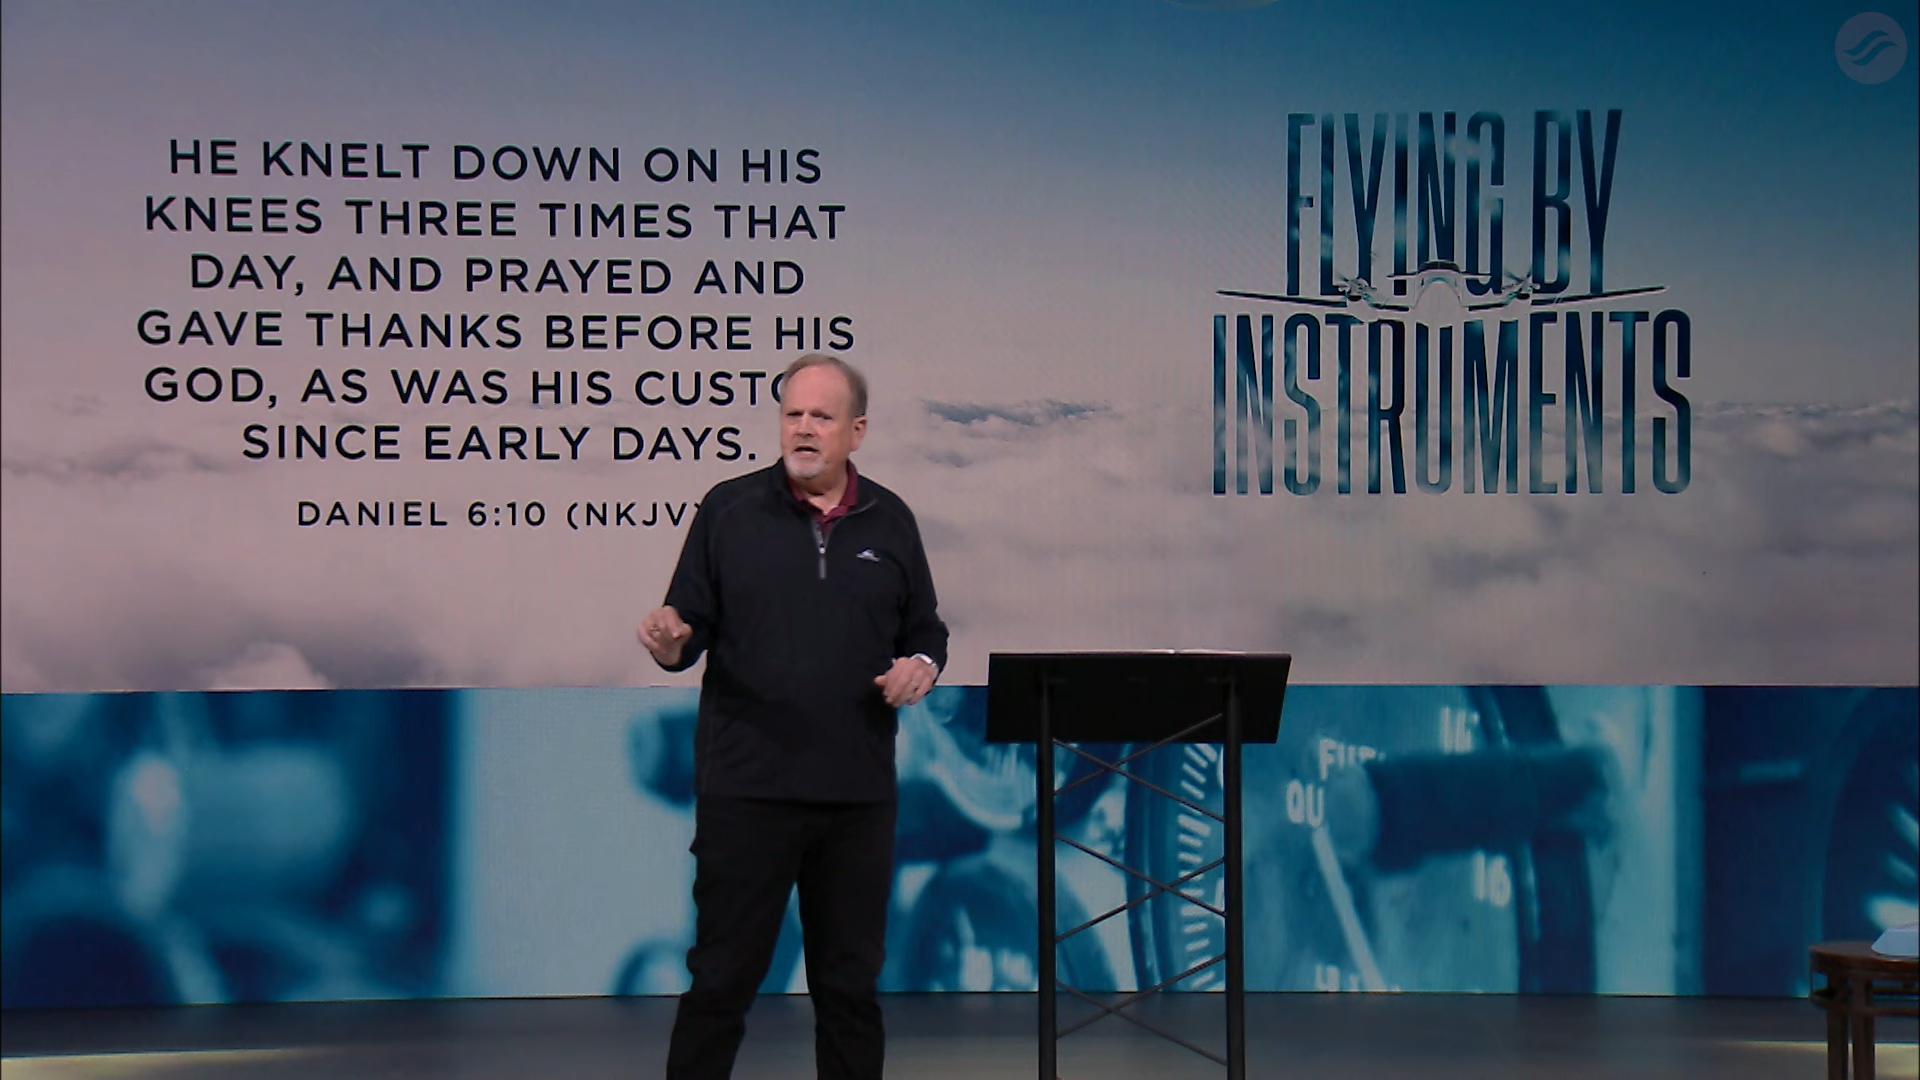 HE KNELT DOWN ON HIS
KNEES THREE TIMES THAT
DAY, AND PRAYED AND
GAVE THANKS BEFORE HIS
GOD, AS WAS HIS
SINCE EARLY DAYS.
DANIEL 6:10 (NKJV
FLYING BY
INSTRUMENTS
16